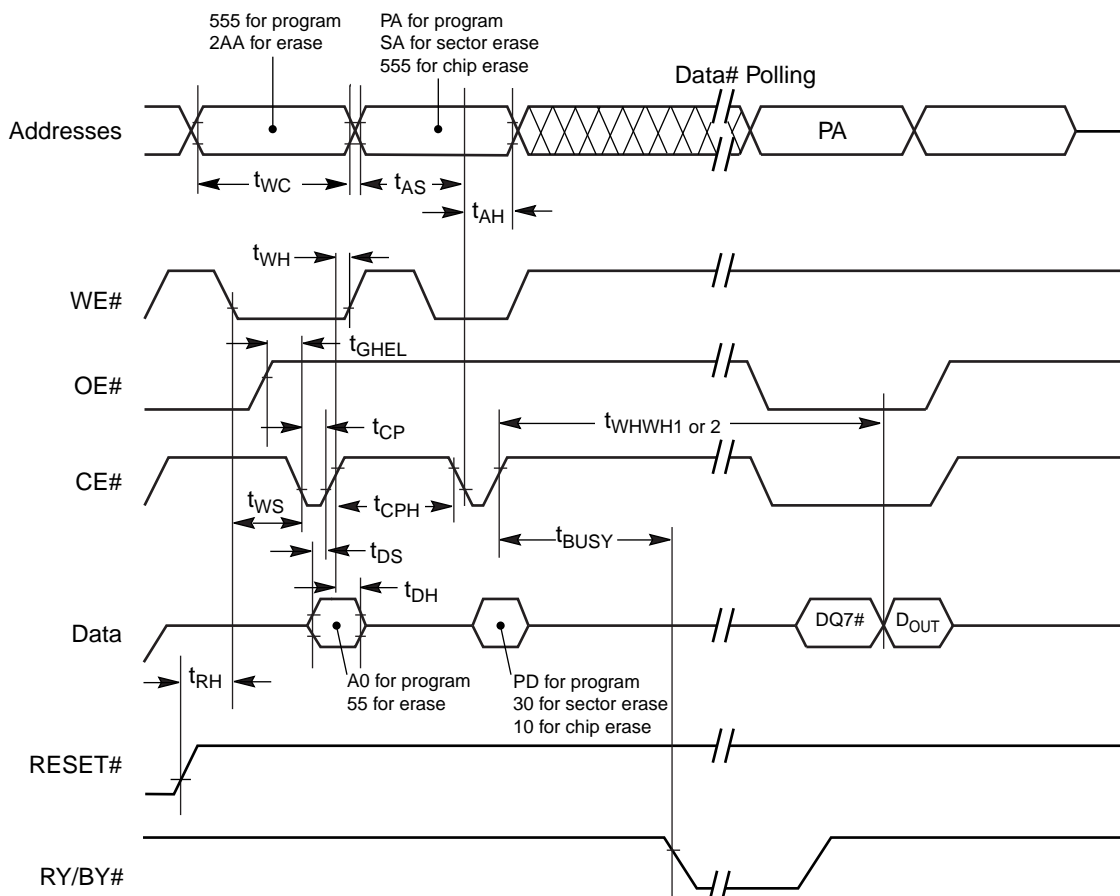 555 for program
2AA for erase
PA for program
SA for sector erase
555 for chip erase
Data# Polling
Addresses
PA
tWC
tAS
tAH
tWH
WE#
tGHEL
OE#
tWHWH1 or 2
tCP
CE#
tWS
tCPH
tBUSY
tDS
tDH
Data
DQ7#
DOUT
tRH
A0 for program
55 for erase
PD for program
30 for sector erase
10 for chip erase
RESET#
RY/BY#